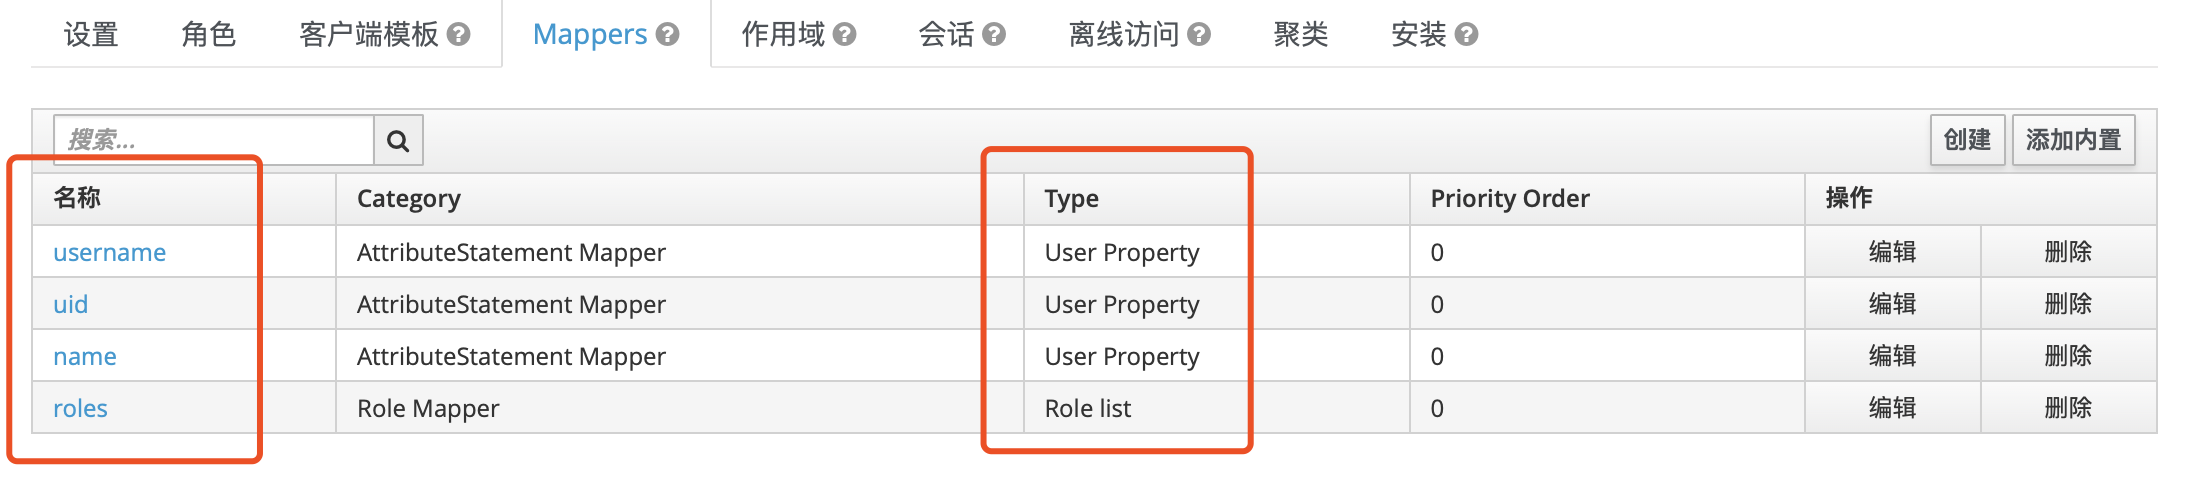 设置 角色 客户端模板 Mappers 作用域 会话 离线访问 聚类 安装
搜索... 创建 添加内置
名称 Category Type Priority Order 操作
username AttributeStatement Mapper User Property 0 编辑 删除
uid AttributeStatement Mapper User Property 0 编辑 删除
name AttributeStatement Mapper User Property 0 编辑 删除
roles Role Mapper Role list 0 编辑 删除